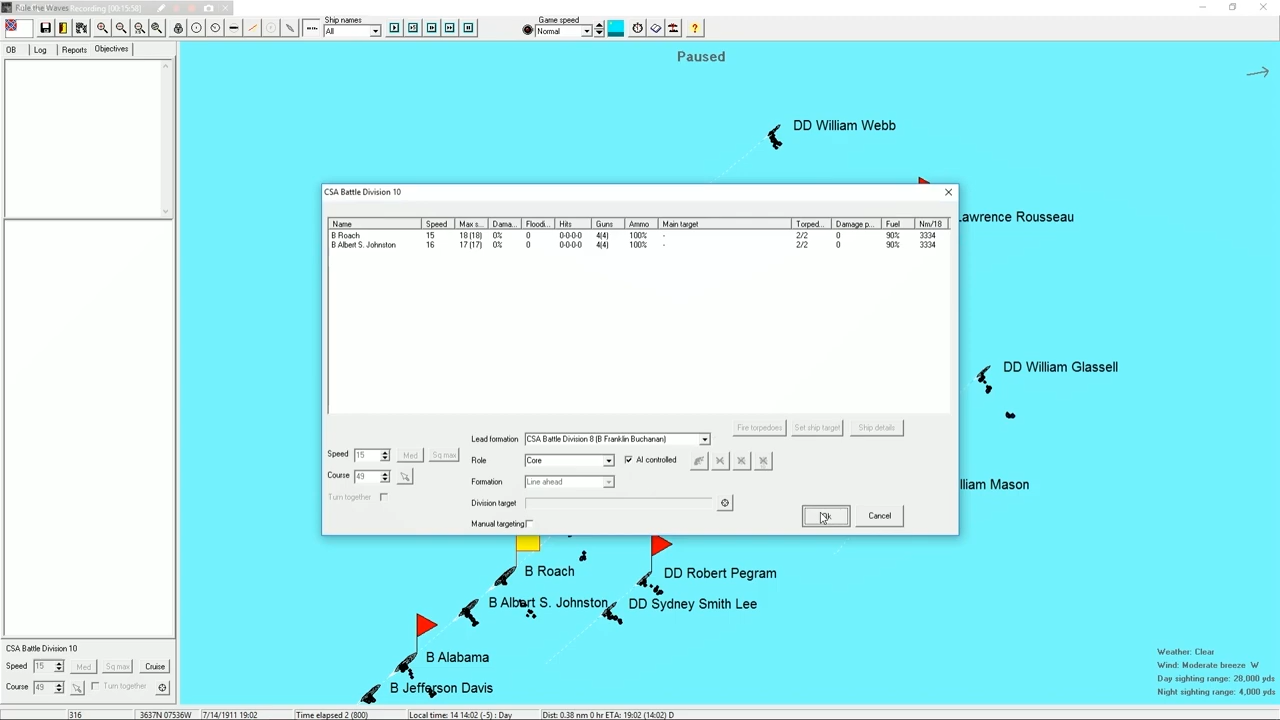 Rule the Waves Recording [00:15:58]
Ship names
All
Game speed
Normal
OB Log Reports Objectives
Paused
DD William Webb
Lawrence Rousseau
DD William Glassell
lliam Mason
CSA Battle Division 10
Name Speed Max s... Dama... Floodi... Hits Guns Ammo Main target Torped... Damage p... Fuel Nm/18
B Roach 15 18 (18) 0% 0 0-0-0-0 4(4) 100% - 2/2 0 90% 3334
B Albert S. Johnston 16 17 (17) 0% 0 0-0-0-0 4(4) 100% - 2/2 0 90% 3334
Fire torpedoes Set ship target Ship details
Lead formation CSA Battle Division 8 (B Franklin Buchanan)
Speed 15 Med Sq max
Role Core AI controlled
Course 49
Formation Line ahead
Turn together
Division target
Manual targeting
Cancel
B Roach
DD Robert Pegram
B Albert S. Johnston
DD Sydney Smith Lee
B Alabama
B Jefferson Davis
CSA Battle Division 10
Speed 15 Med Sq max Cruise
Course 49 Turn together
Weather: Clear
Wind: Moderate breeze W
Day sighting range: 28,000 yds
Night sighting range: 4,000 yds
316 3637N 07536W 7/14/1911 19:02 Time elapsed 2 (800) Local time: 14 14:02 (-5) : Day Dist: 0.38 nm 0 hr ETA: 19:02 (14:02) D